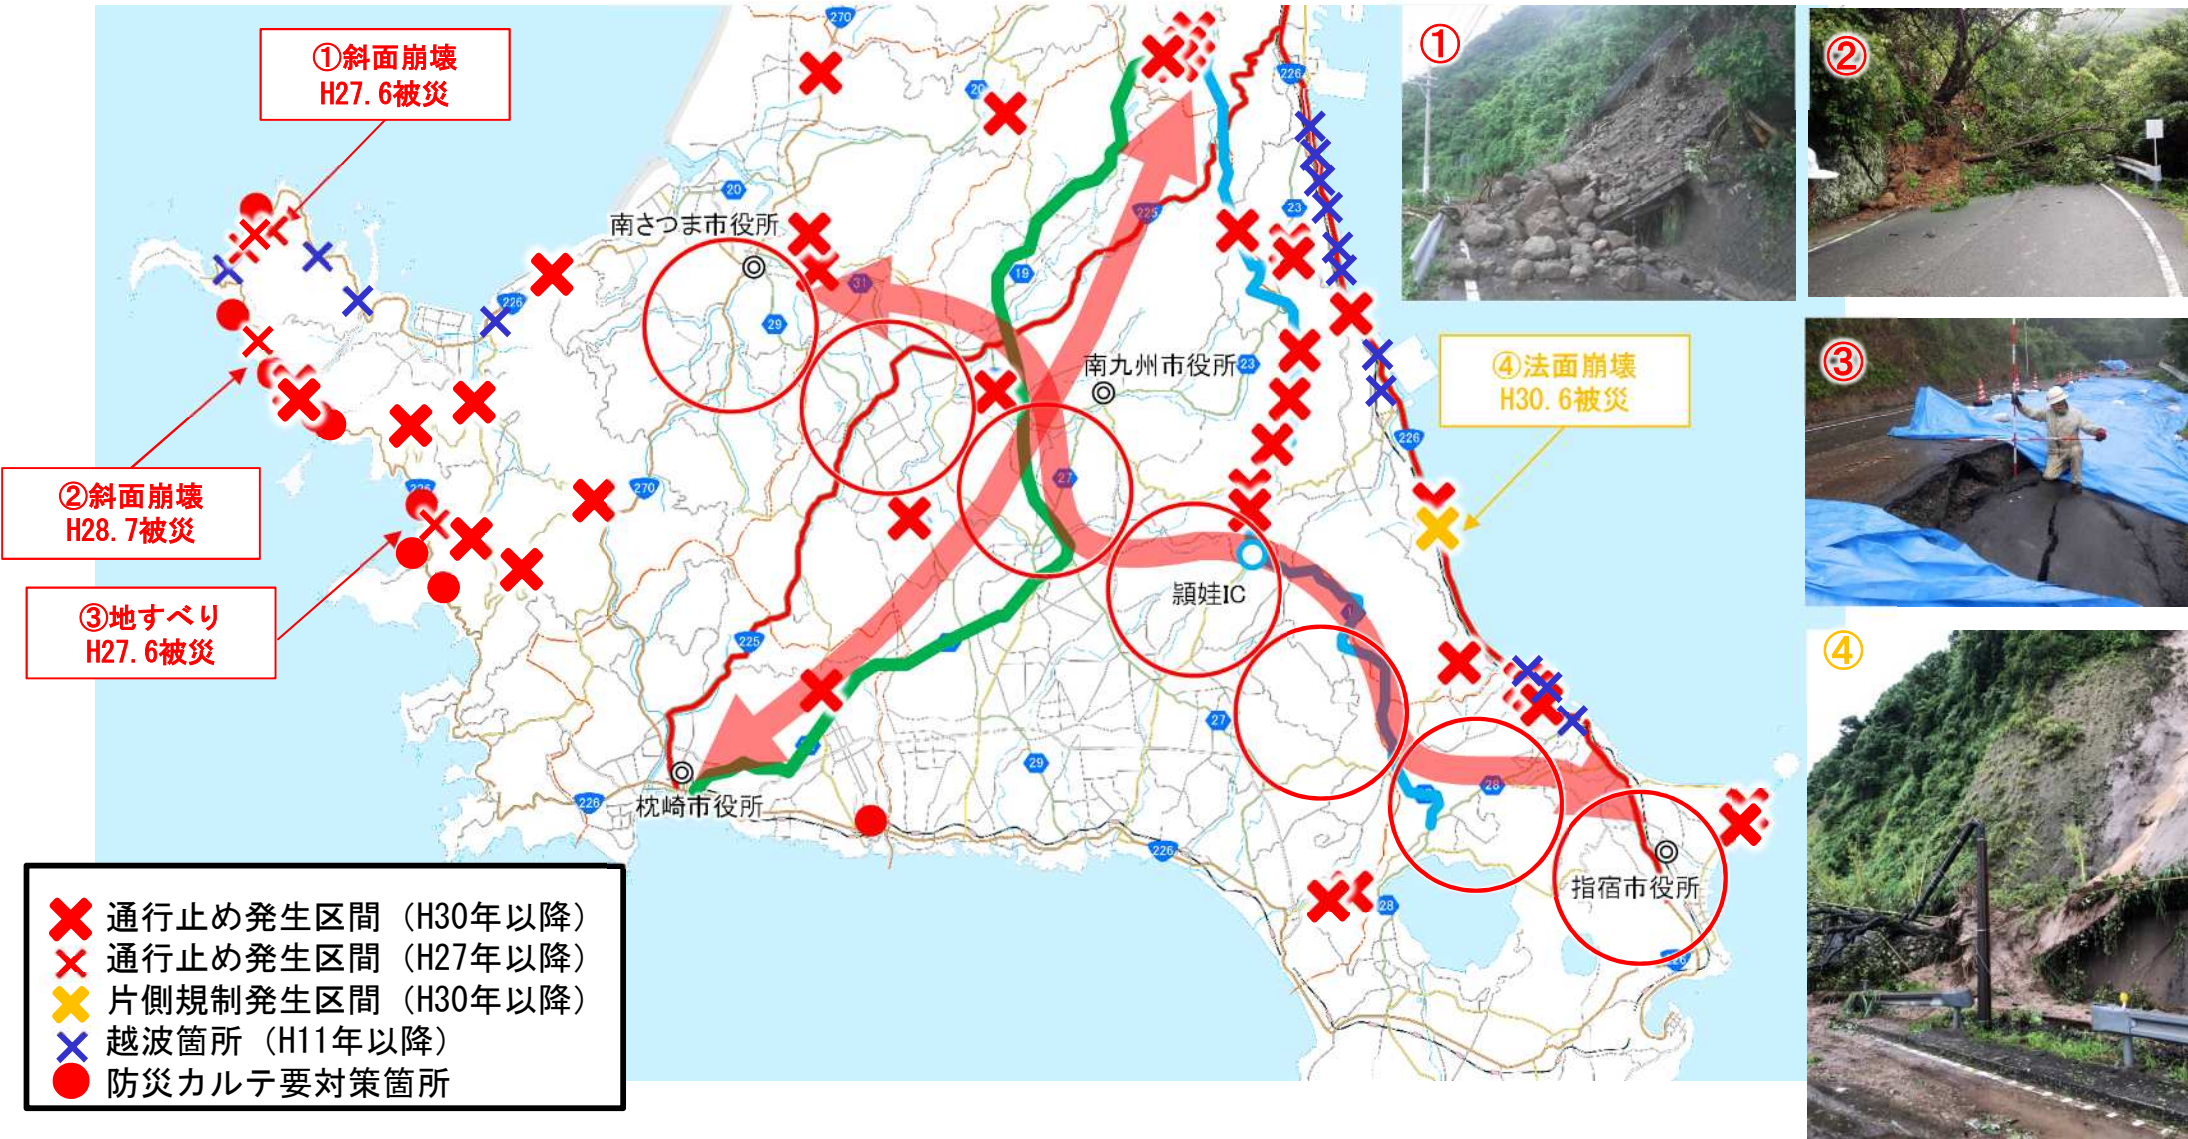 ①斜面崩壊
H27.6被災
②斜面崩壊
H28.7被災
③地すべり
H27.6被災
④法面崩壊
H30.6被災
①
②
③
④
南さつま市役所
南九州市役所
頴娃IC
枕崎市役所
指宿市役所
270
20
226
20
23
225
19
31
29
226
23
226
27
270
225
27
29
28
226
226
28
通行止め発生区間（H30年以降）
通行止め発生区間（H27年以降）
片側規制発生区間（H30年以降）
越波箇所（H11年以降）
防災カルテ要対策箇所